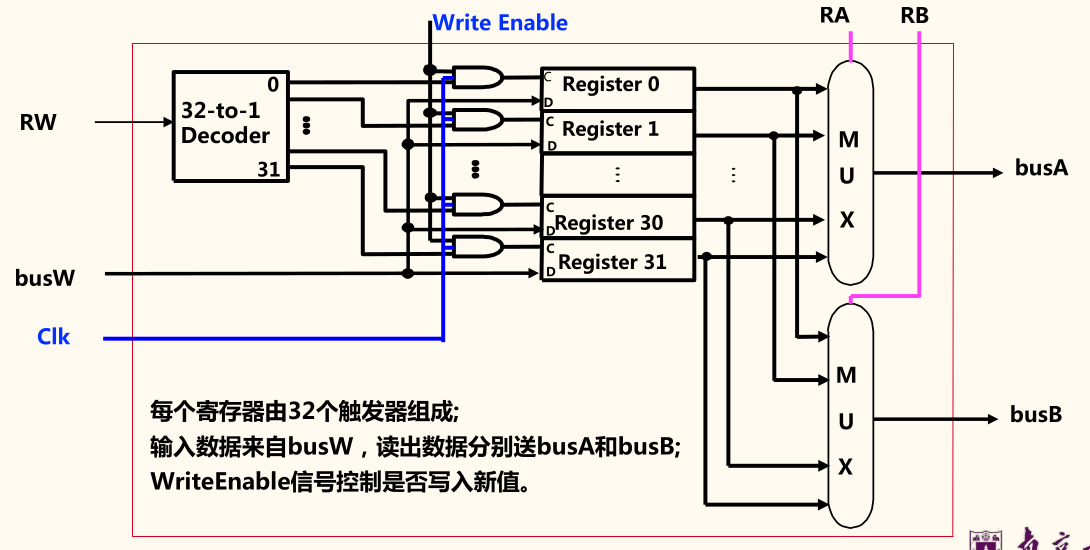 Write Enable
RA
RB
RW
32-to-1
Decoder
0
31
C
D
Register 0
C
D
Register 1
C
D
Register 30
C
D
Register 31
M
U
X
busA
busW
Clk
M
U
X
busB
每个寄存器由32个触发器组成;
输入数据来自busW，读出数据分别送busA和busB;
WriteEnable信号控制是否写入新值。